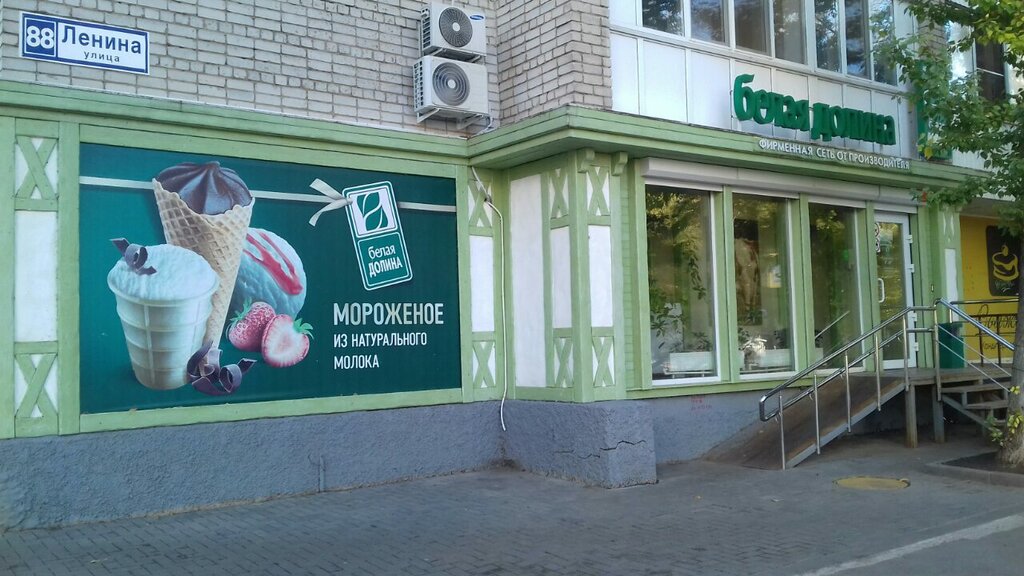 88 Ленина
улица
белая долина
ФИРМЕННАЯ СЕТЬ ОТ ПРОИЗВОДИТЕЛЯ
белая
ДОЛИНА
МОРОЖЕНОЕ
ИЗ НАТУРАЛЬНОГО
МОЛОКА